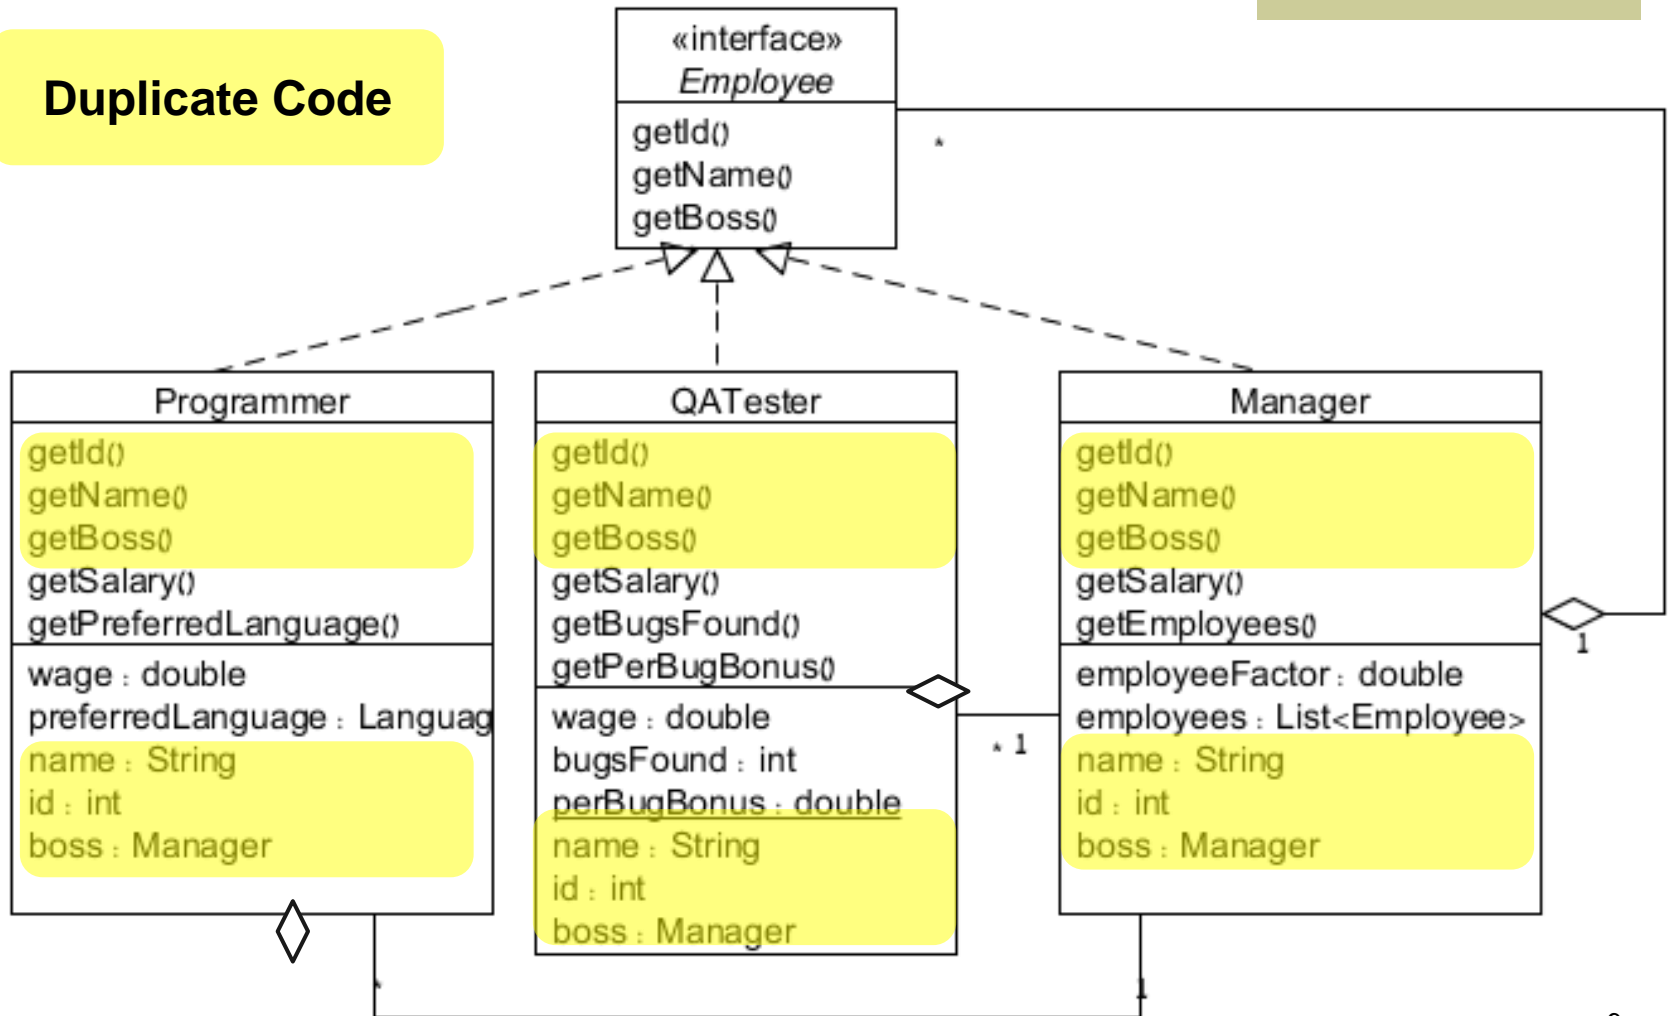 Duplicate Code
«interface»
Employee
getId()
getName()
getBoss()
*
Programmer
getId()
getName()
getBoss()
getSalary()
getPreferredLanguage()
wage : double
preferredLanguage : Languag
name : String
id : int
boss : Manager
QATester
getId()
getName()
getBoss()
getSalary()
getBugsFound()
getPerBugBonus()
wage : double
bugsFound : int
perBugBonus : double
name : String
id : int
boss : Manager
* 1
Manager
getId()
getName()
getBoss()
getSalary()
getEmployees()
employeeFactor : double
employees : List<Employee>
name : String
id : int
boss : Manager
1
*
1